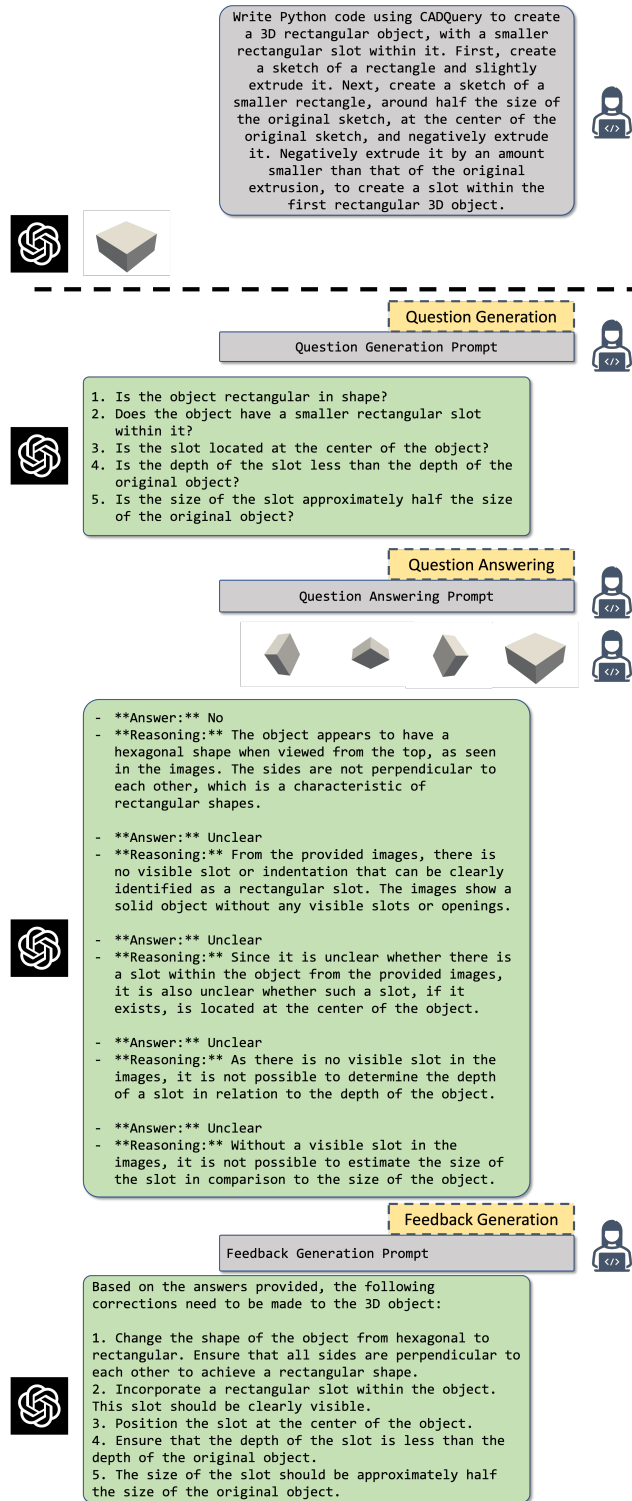 Write Python code using CADQuery to create
a 3D rectangular object, with a smaller
rectangular slot within it. First, create
a sketch of a rectangle and slightly
extrude it. Next, create a sketch of a
smaller rectangle, around half the size of
the original sketch, at the center of the
original sketch, and negatively extrude
it. Negatively extrude it by an amount
smaller than that of the original
extrusion, to create a slot within the
first rectangular 3D object.
Question Generation
Question Generation Prompt
1. Is the object rectangular in shape?
2. Does the object have a smaller rectangular slot
within it?
3. Is the slot located at the center of the object?
4. Is the depth of the slot less than the depth of the
original object?
5. Is the size of the slot approximately half the size
of the original object?
Question Answering
Question Answering Prompt
- **Answer:** No
- **Reasoning:** The object appears to have a
hexagonal shape when viewed from the top, as seen
in the images. The sides are not perpendicular to
each other, which is a characteristic of
rectangular shapes.
- **Answer:** Unclear
- **Reasoning:** From the provided images, there is
no visible slot or indentation that can be clearly
identified as a rectangular slot. The images show a
solid object without any visible slots or openings.
- **Answer:** Unclear
- **Reasoning:** Since it is unclear whether there is
a slot within the object from the provided images,
it is also unclear whether such a slot, if it
exists, is located at the center of the object.
- **Answer:** Unclear
- **Reasoning:** As there is no visible slot in the
images, it is not possible to determine the depth
of a slot in relation to the depth of the object.
- **Answer:** Unclear
- **Reasoning:** Without a visible slot in the
images, it is not possible to estimate the size of
the slot in comparison to the size of the object.
Feedback Generation
Feedback Generation Prompt
Based on the answers provided, the following
corrections need to be made to the 3D object:
1. Change the shape of the object from hexagonal to
rectangular. Ensure that all sides are perpendicular to
each other to achieve a rectangular shape.
2. Incorporate a rectangular slot within the object.
This slot should be clearly visible.
3. Position the slot at the center of the object.
4. Ensure that the depth of the slot is less than the
depth of the original object.
5. The size of the slot should be approximately half
the size of the original object.